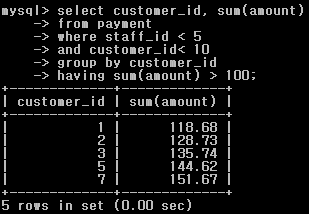 mysql> select customer_id, sum(amount)
    -> from payment
    -> where staff_id < 5
    -> and customer_id< 10
    -> group by customer_id
    -> having sum(amount) > 100;
+-------------+-------------+
| customer_id | sum(amount) |
+-------------+-------------+
|           1 |      118.68 |
|           2 |      128.73 |
|           3 |      135.74 |
|           5 |      144.62 |
|           7 |      151.67 |
+-------------+-------------+
5 rows in set (0.00 sec)